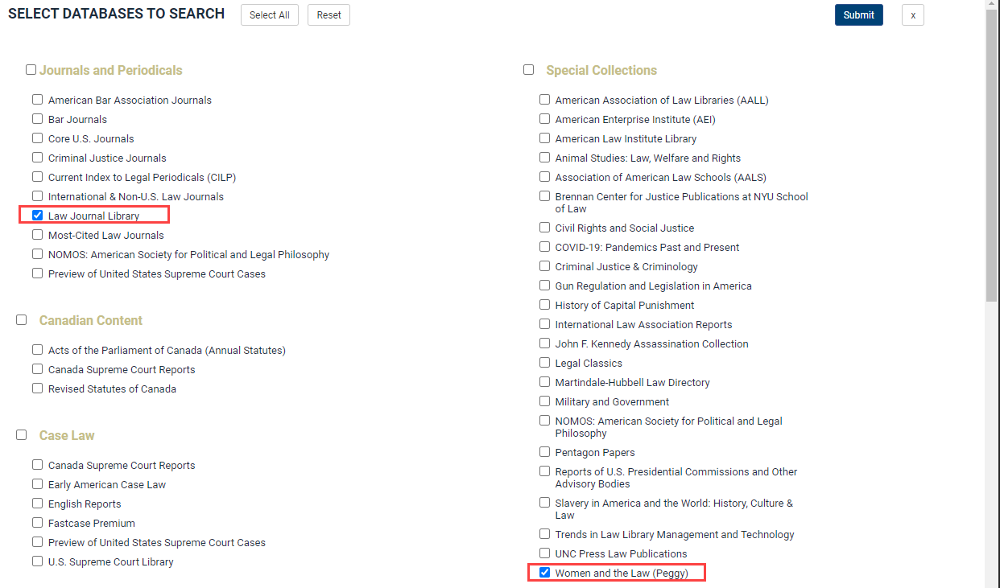 SELECT DATABASES TO SEARCH
Select All
Reset
Submit
x
Journals and Periodicals
American Bar Association Journals
Bar Journals
Core U.S. Journals
Criminal Justice Journals
Current Index to Legal Periodicals (CILP)
International & Non-U.S. Law Journals
Law Journal Library
Most-Cited Law Journals
NOMOS: American Society for Political and Legal Philosophy
Preview of United States Supreme Court Cases
Canadian Content
Acts of the Parliament of Canada (Annual Statutes)
Canada Supreme Court Reports
Revised Statutes of Canada
Case Law
Canada Supreme Court Reports
Early American Case Law
English Reports
Fastcase Premium
Preview of United States Supreme Court Cases
U.S. Supreme Court Library
Special Collections
American Association of Law Libraries (AALL)
American Enterprise Institute (AEI)
American Law Institute Library
Animal Studies: Law, Welfare and Rights
Association of American Law Schools (AALS)
Brennan Center for Justice Publications at NYU School
of Law
Civil Rights and Social Justice
COVID-19: Pandemics Past and Present
Criminal Justice & Criminology
Gun Regulation and Legislation in America
History of Capital Punishment
International Law Association Reports
John F. Kennedy Assassination Collection
Legal Classics
Martindale-Hubbell Law Directory
Military and Government
NOMOS: American Society for Political and Legal
Philosophy
Pentagon Papers
Reports of U.S. Presidential Commissions and Other
Advisory Bodies
Slavery in America and the World: History, Culture &
Law
Trends in Law Library Management and Technology
UNC Press Law Publications
Women and the Law (Peggy)